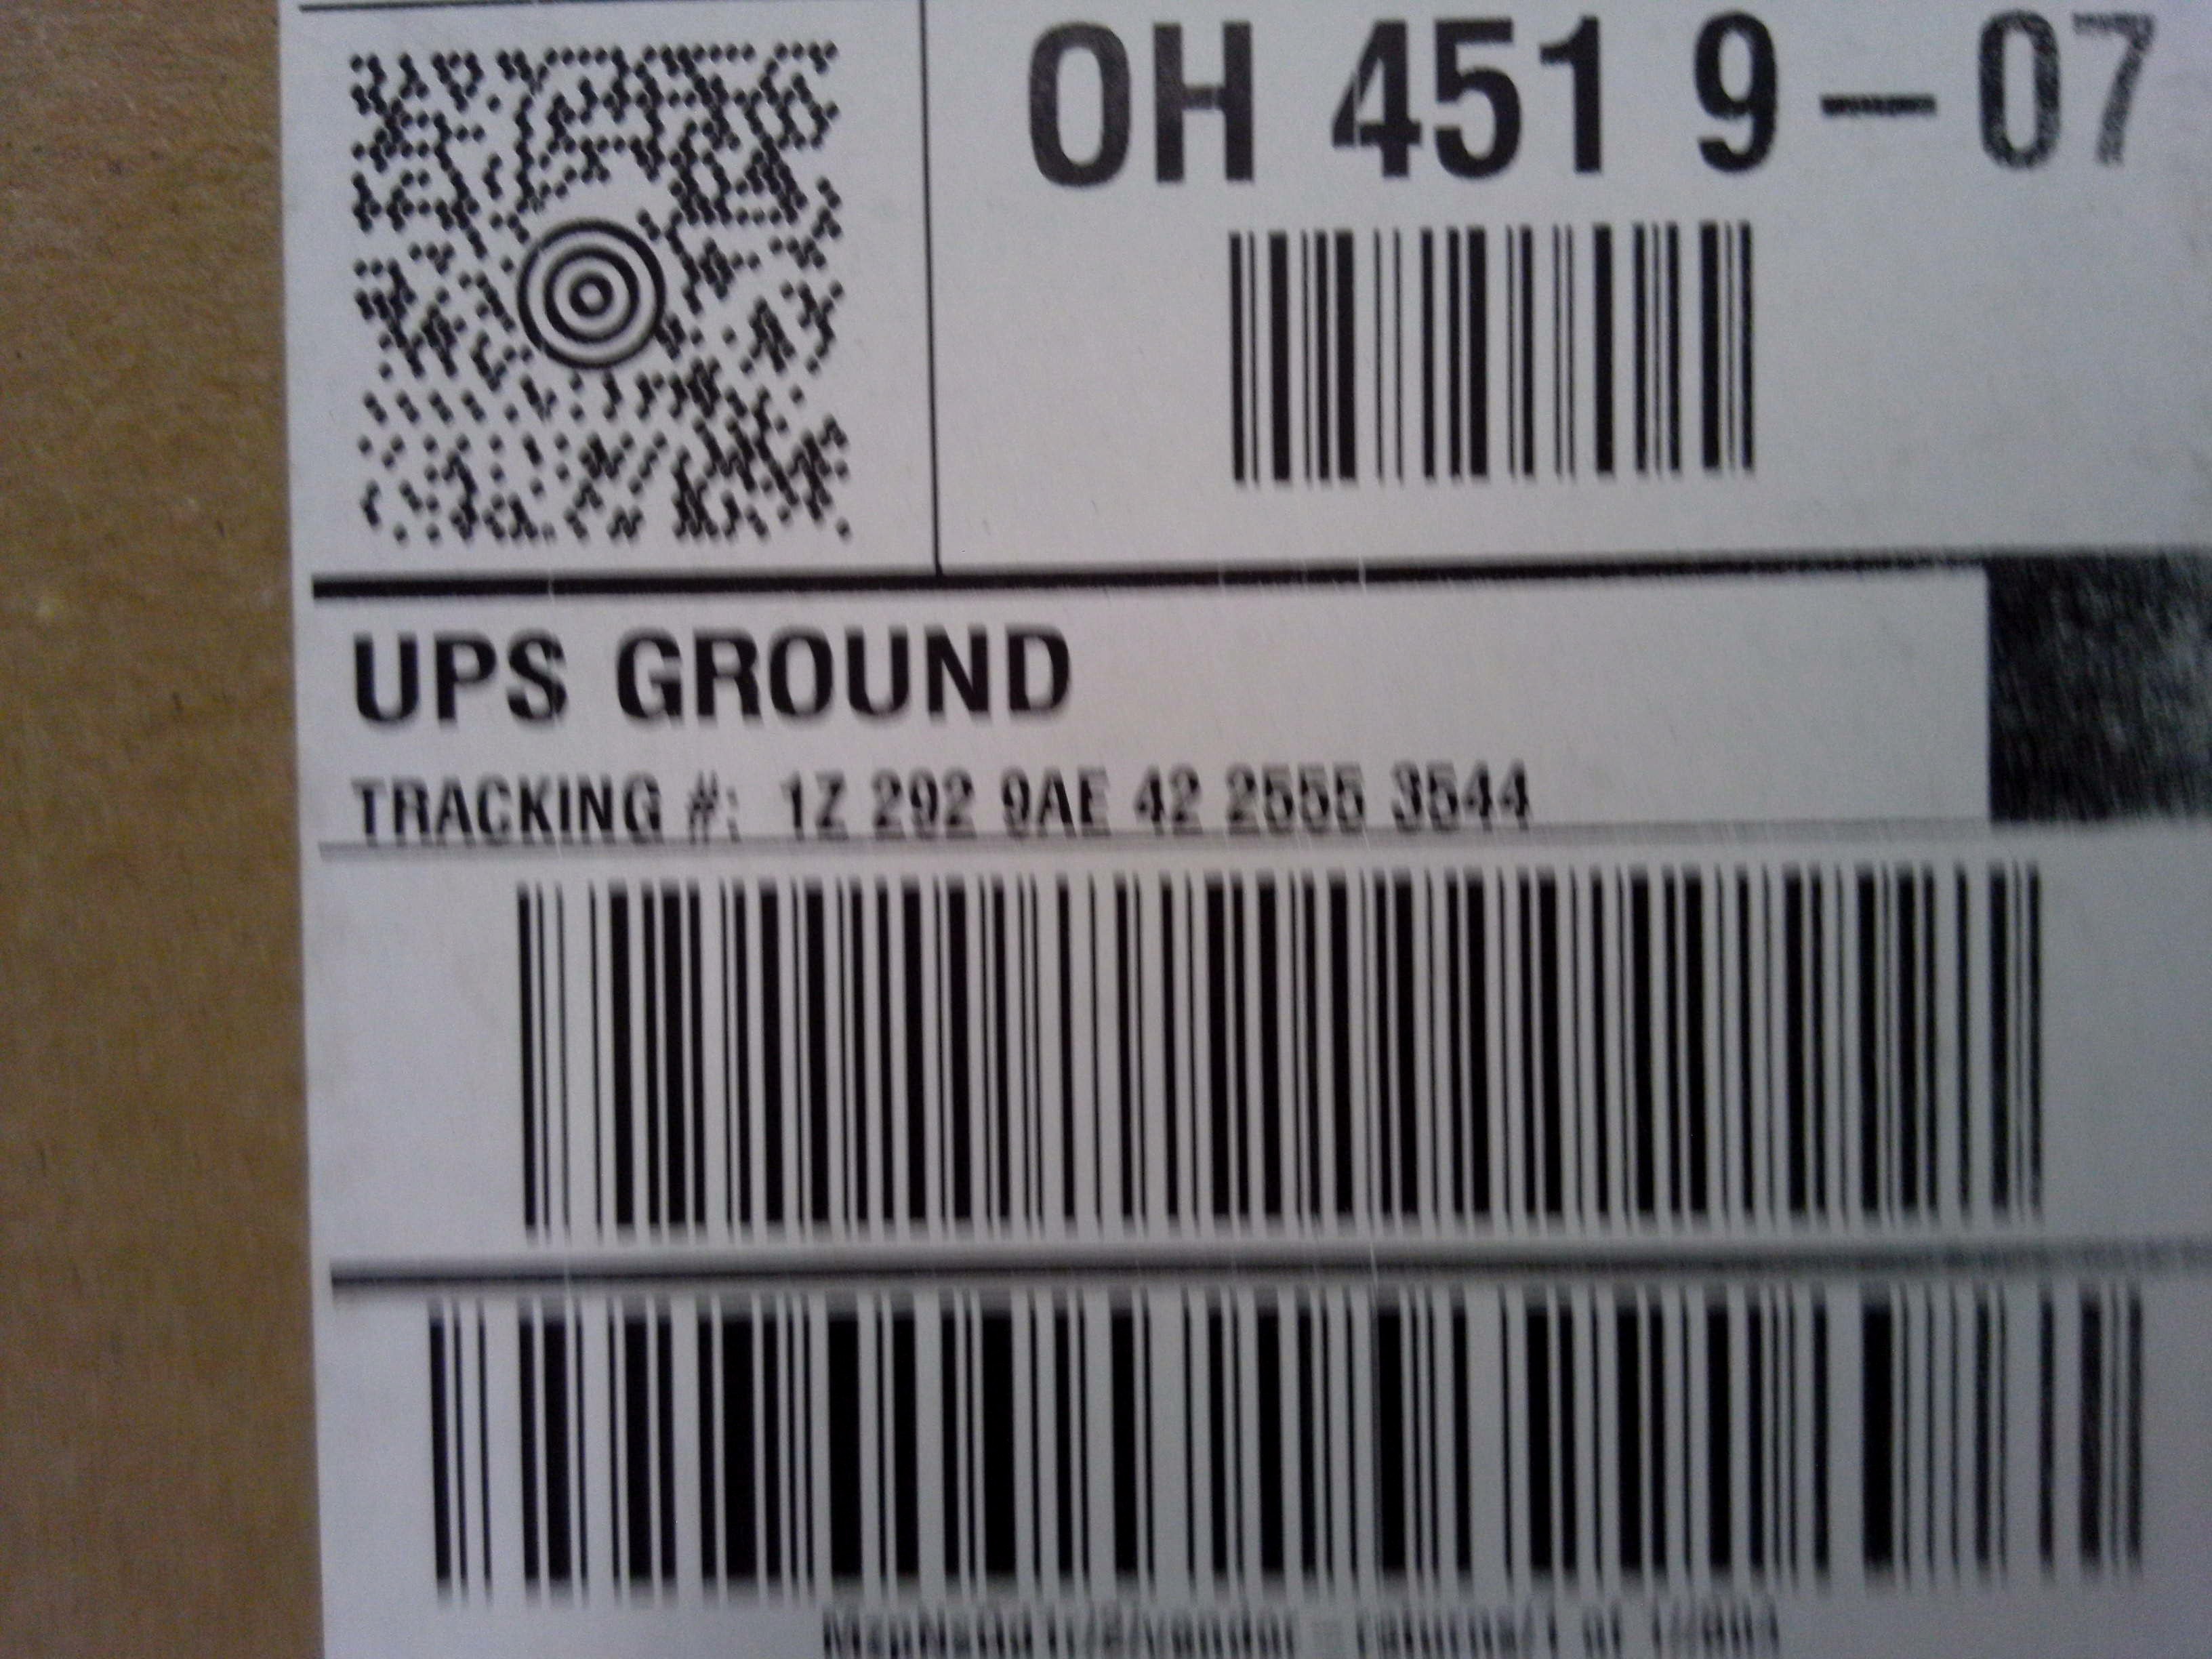 OH 451 9-07
UPS GROUND
TRACKING #: 1Z 292 9AE 42 2555 3544